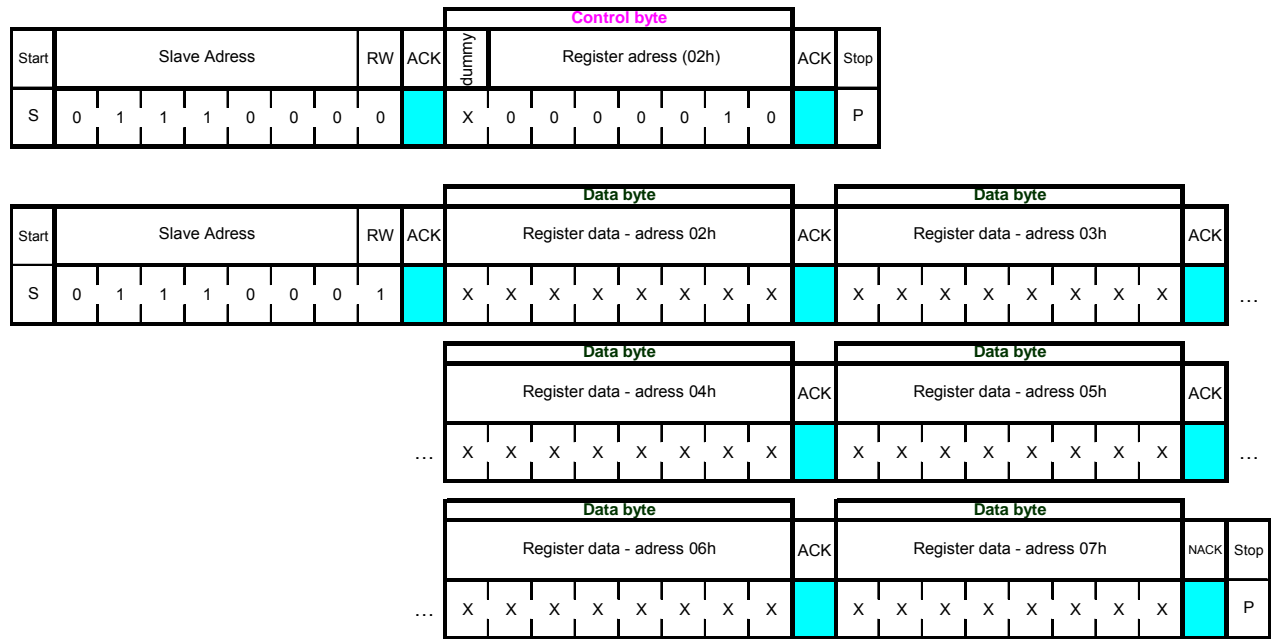 Control byte
Start Slave Adress RW ACK dummy Register adress (02h) ACK Stop
S 0 1 1 1 0 0 0 0 X 0 0 0 0 0 1 0 P
Data byte Data byte
Start Slave Adress RW ACK Register data - adress 02h ACK Register data - adress 03h ACK
S 0 1 1 1 0 0 0 1 X X X X X X X X X X X X X X X X …
Data byte Data byte
Register data - adress 04h ACK Register data - adress 05h ACK
… X X X X X X X X X X X X X X X X …
Data byte Data byte
Register data - adress 06h ACK Register data - adress 07h NACK Stop
… X X X X X X X X X X X X X X X X P